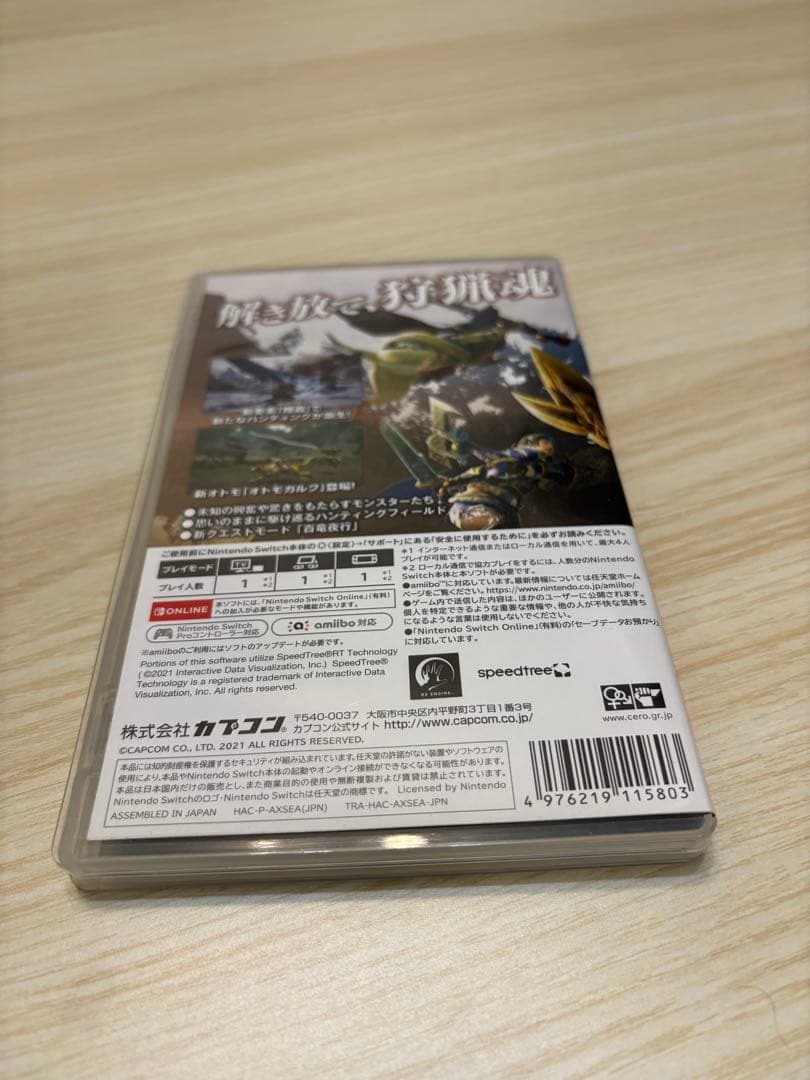 解き放て、狩猟魂
新たなハンティングが誕生!
新オトモ「オトモガルク」登場!
●未知の興奮や驚きをもたらすモンスターたち
●思いのままに駆け巡るハンティングフィールド
●新クエストモード「百竜夜行」
ご使用前にNintendo Switch本体の(設定)→「サポート」にある「安全に使用するために」を必ずお読みください。
プレイモード TV
プレイ人数 1 *1 *2 1 *1 *2 1 *1 *2
*1 インターネット通信またはローカル通信を用いて、最大4人
プレイが可能です。
*2 ローカル通信で協力プレイをするには、人数分のNintendo
Switch本体と本ソフトが必要です。
●amiibo™に対応しています。最新情報については任天堂ホーム
ページをご覧ください。https://www.nintendo.co.jp/amiibo/
●ゲーム内で送信した内容は、ほかのユーザーに公開されます。
個人を特定できるような重要な情報や、他の人が不快な気持ち
になるような言葉は使用しないでください。
●「Nintendo Switch Online」(有料)の「セーブデータお預かり」
に対応しています。
ONLINE 本ソフトには、「Nintendo Switch Online」(有料)
への加入が必要なモードや機能があります。
Nintendo Switch
Proコントローラー対応
amiibo 対応
※amiiboのご利用にはソフトのアップデートが必要です。
Portions of this software utilize SpeedTree®RT Technology
(©2021 Interactive Data Visualization, Inc.) SpeedTree®
Technology is a registered trademark of Interactive Data
Visualization, Inc. All rights reserved.
RE ENGINE
speedtree
www.cero.gr.jp
株式会社カプコン® 〒540-0037 大阪市中央区内平野町3丁目1番3号
カプコン公式サイト http://www.capcom.co.jp/
©CAPCOM CO., LTD. 2021 ALL RIGHTS RESERVED.
本品には知的財産権を保護するセキュリティが組み込まれています。任天堂の許諾がない装置やソフトウェアの
使用により、本品やNintendo Switch本体の起動やオンライン接続ができなくなる可能性があります。
本品は日本国内だけの販売とし、また商業目的の使用や無断複製および賃貸は禁止されています。
Nintendo Switchのロゴ・Nintendo Switchは任天堂の商標です。 Licensed by Nintendo
ASSEMBLED IN JAPAN HAC-P-AXSEA(JPN) TRA-HAC-AXSEA-JPN
4 976219 115803